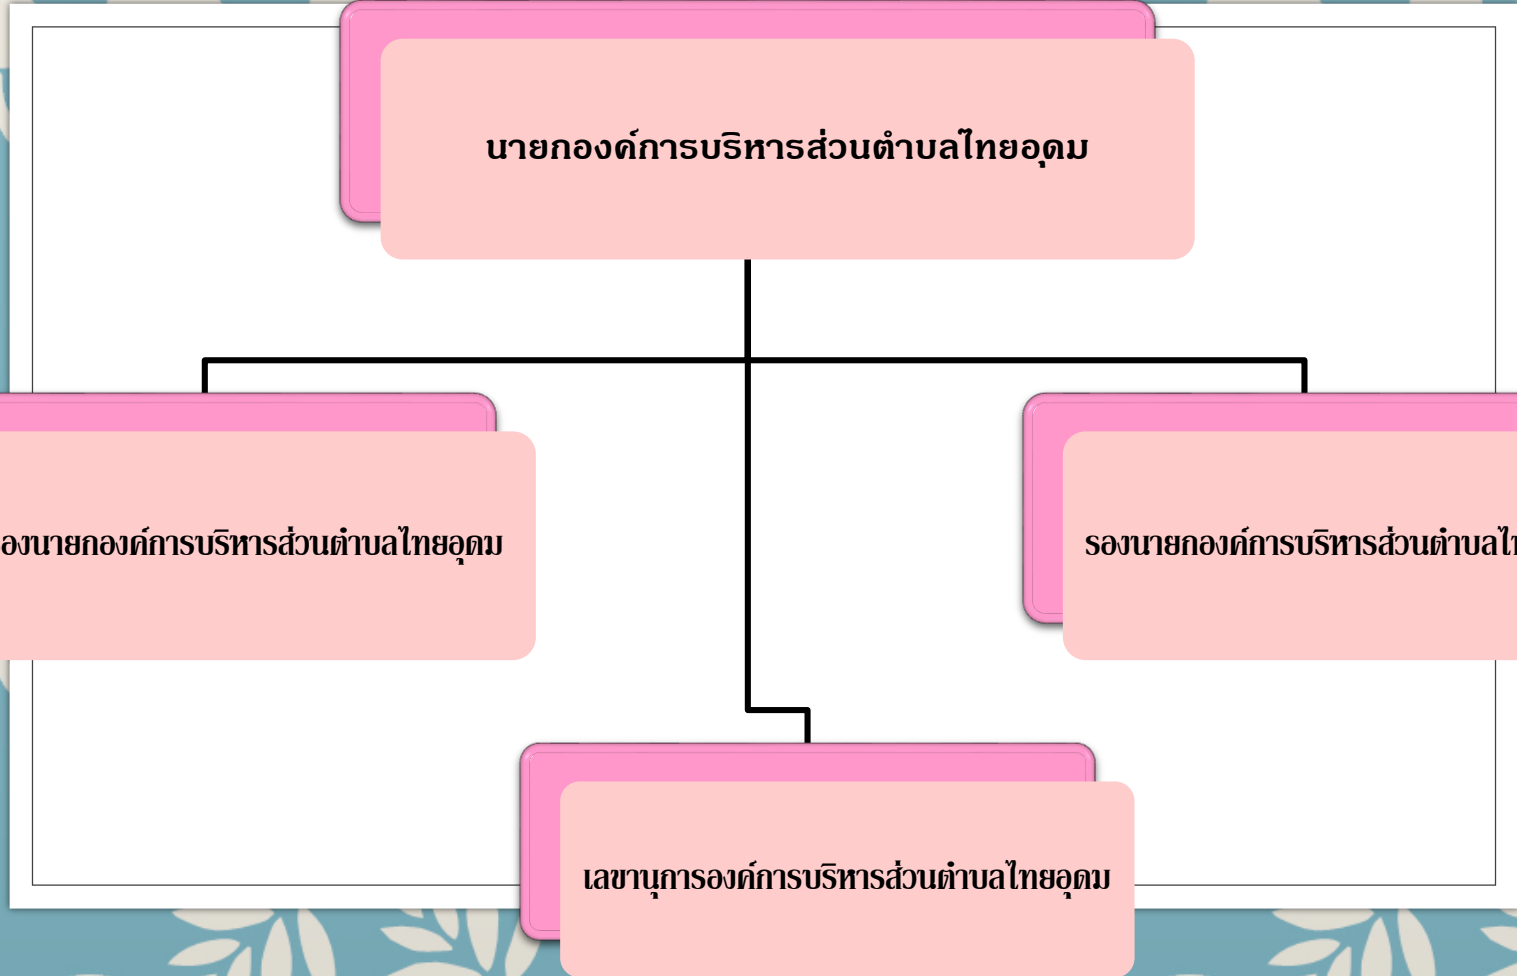 นายกองค์การบริหารส่วนตำบลไทยอุดม
องนายกองค์การบริหารส่วนตำบลไทยอุดม
รองนายกองค์การบริหารส่วนตำบลไ
เลขานุการองค์การบริหารส่วนตำบลไทยอุดม